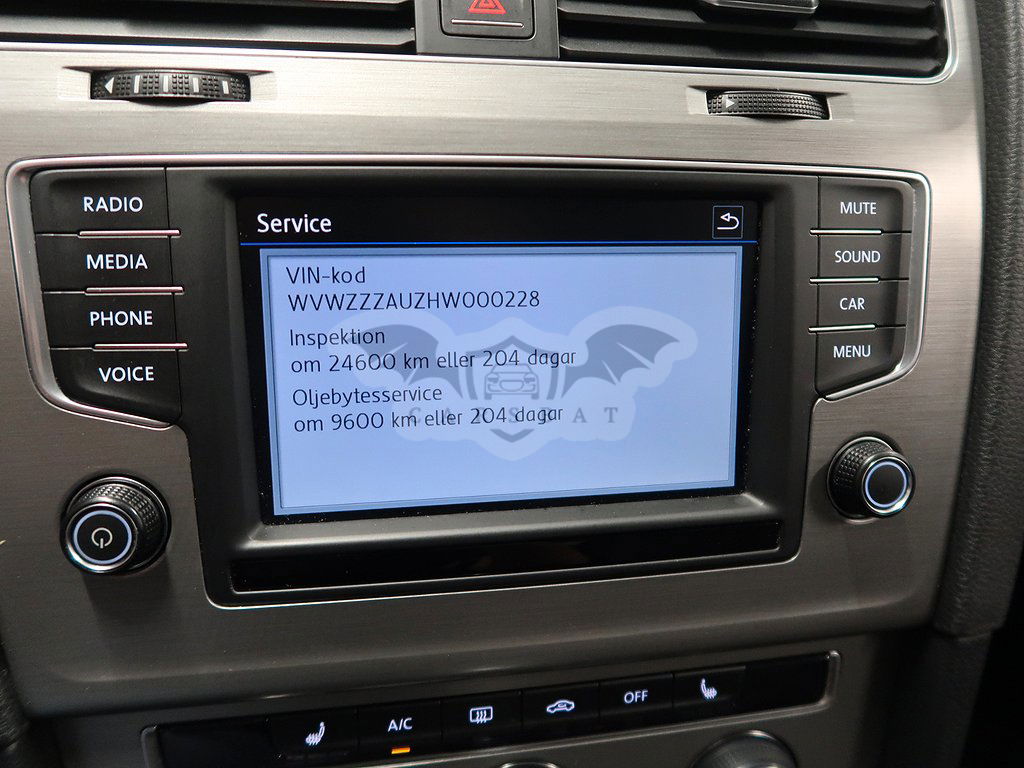 Service
VIN-kod
WVWZZZAUZHW000228
Inspektion
om 24600 km eller 204 dagar
Oljebytesservice
om 9600 km eller 204 dagar
CARSBAT
RADIO
MEDIA
PHONE
VOICE
MUTE
SOUND
CAR
MENU
A/C
OFF